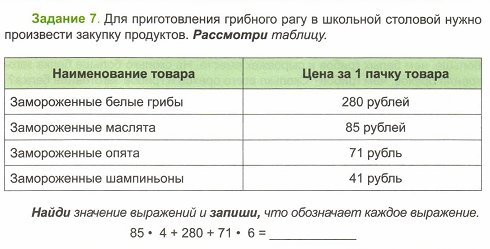 Задание 7. Для приготовления грибного рагу в школьной столовой нужно
произвести закупку продуктов. Рассмотри таблицу.
Наименование товара Цена за 1 пачку товара
Замороженные белые грибы 280 рублей
Замороженные маслята 85 рублей
Замороженные опята 71 рубль
Замороженные шампиньоны 41 рубль
Найди значение выражений и запиши, что обозначает каждое выражение.
85 • 4 + 280 + 71 • 6 = ____________